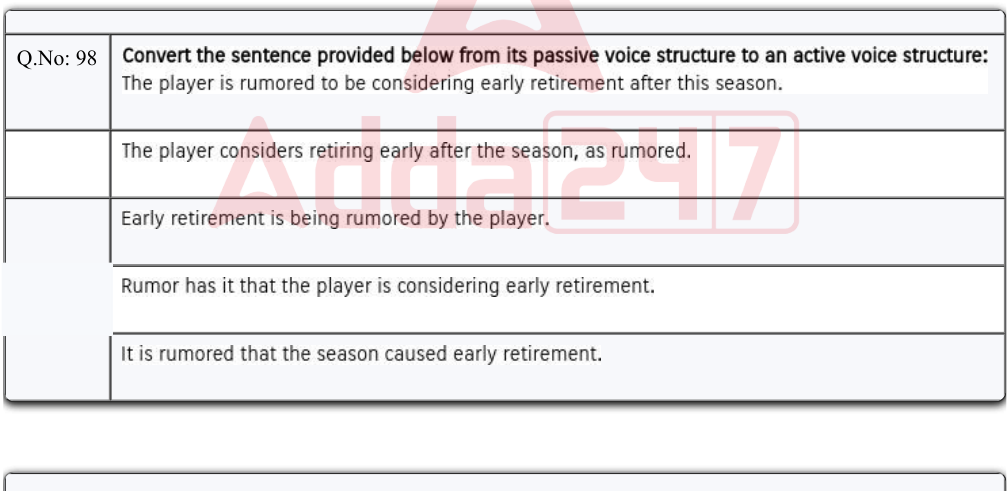 Q.No: 98
Convert the sentence provided below from its passive voice structure to an active voice structure:
The player is rumored to be considering early retirement after this season.
The player considers retiring early after the season, as rumored.
Early retirement is being rumored by the player.
Rumor has it that the player is considering early retirement.
It is rumored that the season caused early retirement.
Adda247